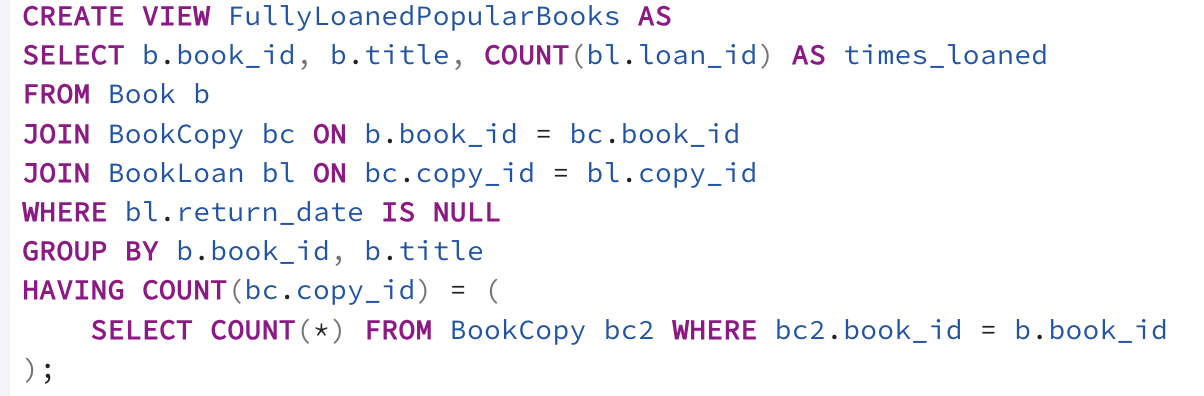 CREATE VIEW FullyLoanedPopularBooks AS
SELECT b.book_id, b.title, COUNT(bl.loan_id) AS times_loaned
FROM Book b
JOIN BookCopy bc ON b.book_id = bc.book_id
JOIN BookLoan bl ON bc.copy_id = bl.copy_id
WHERE bl.return_date IS NULL
GROUP BY b.book_id, b.title
HAVING COUNT(bc.copy_id) = (
    SELECT COUNT(*) FROM BookCopy bc2 WHERE bc2.book_id = b.book_id
);